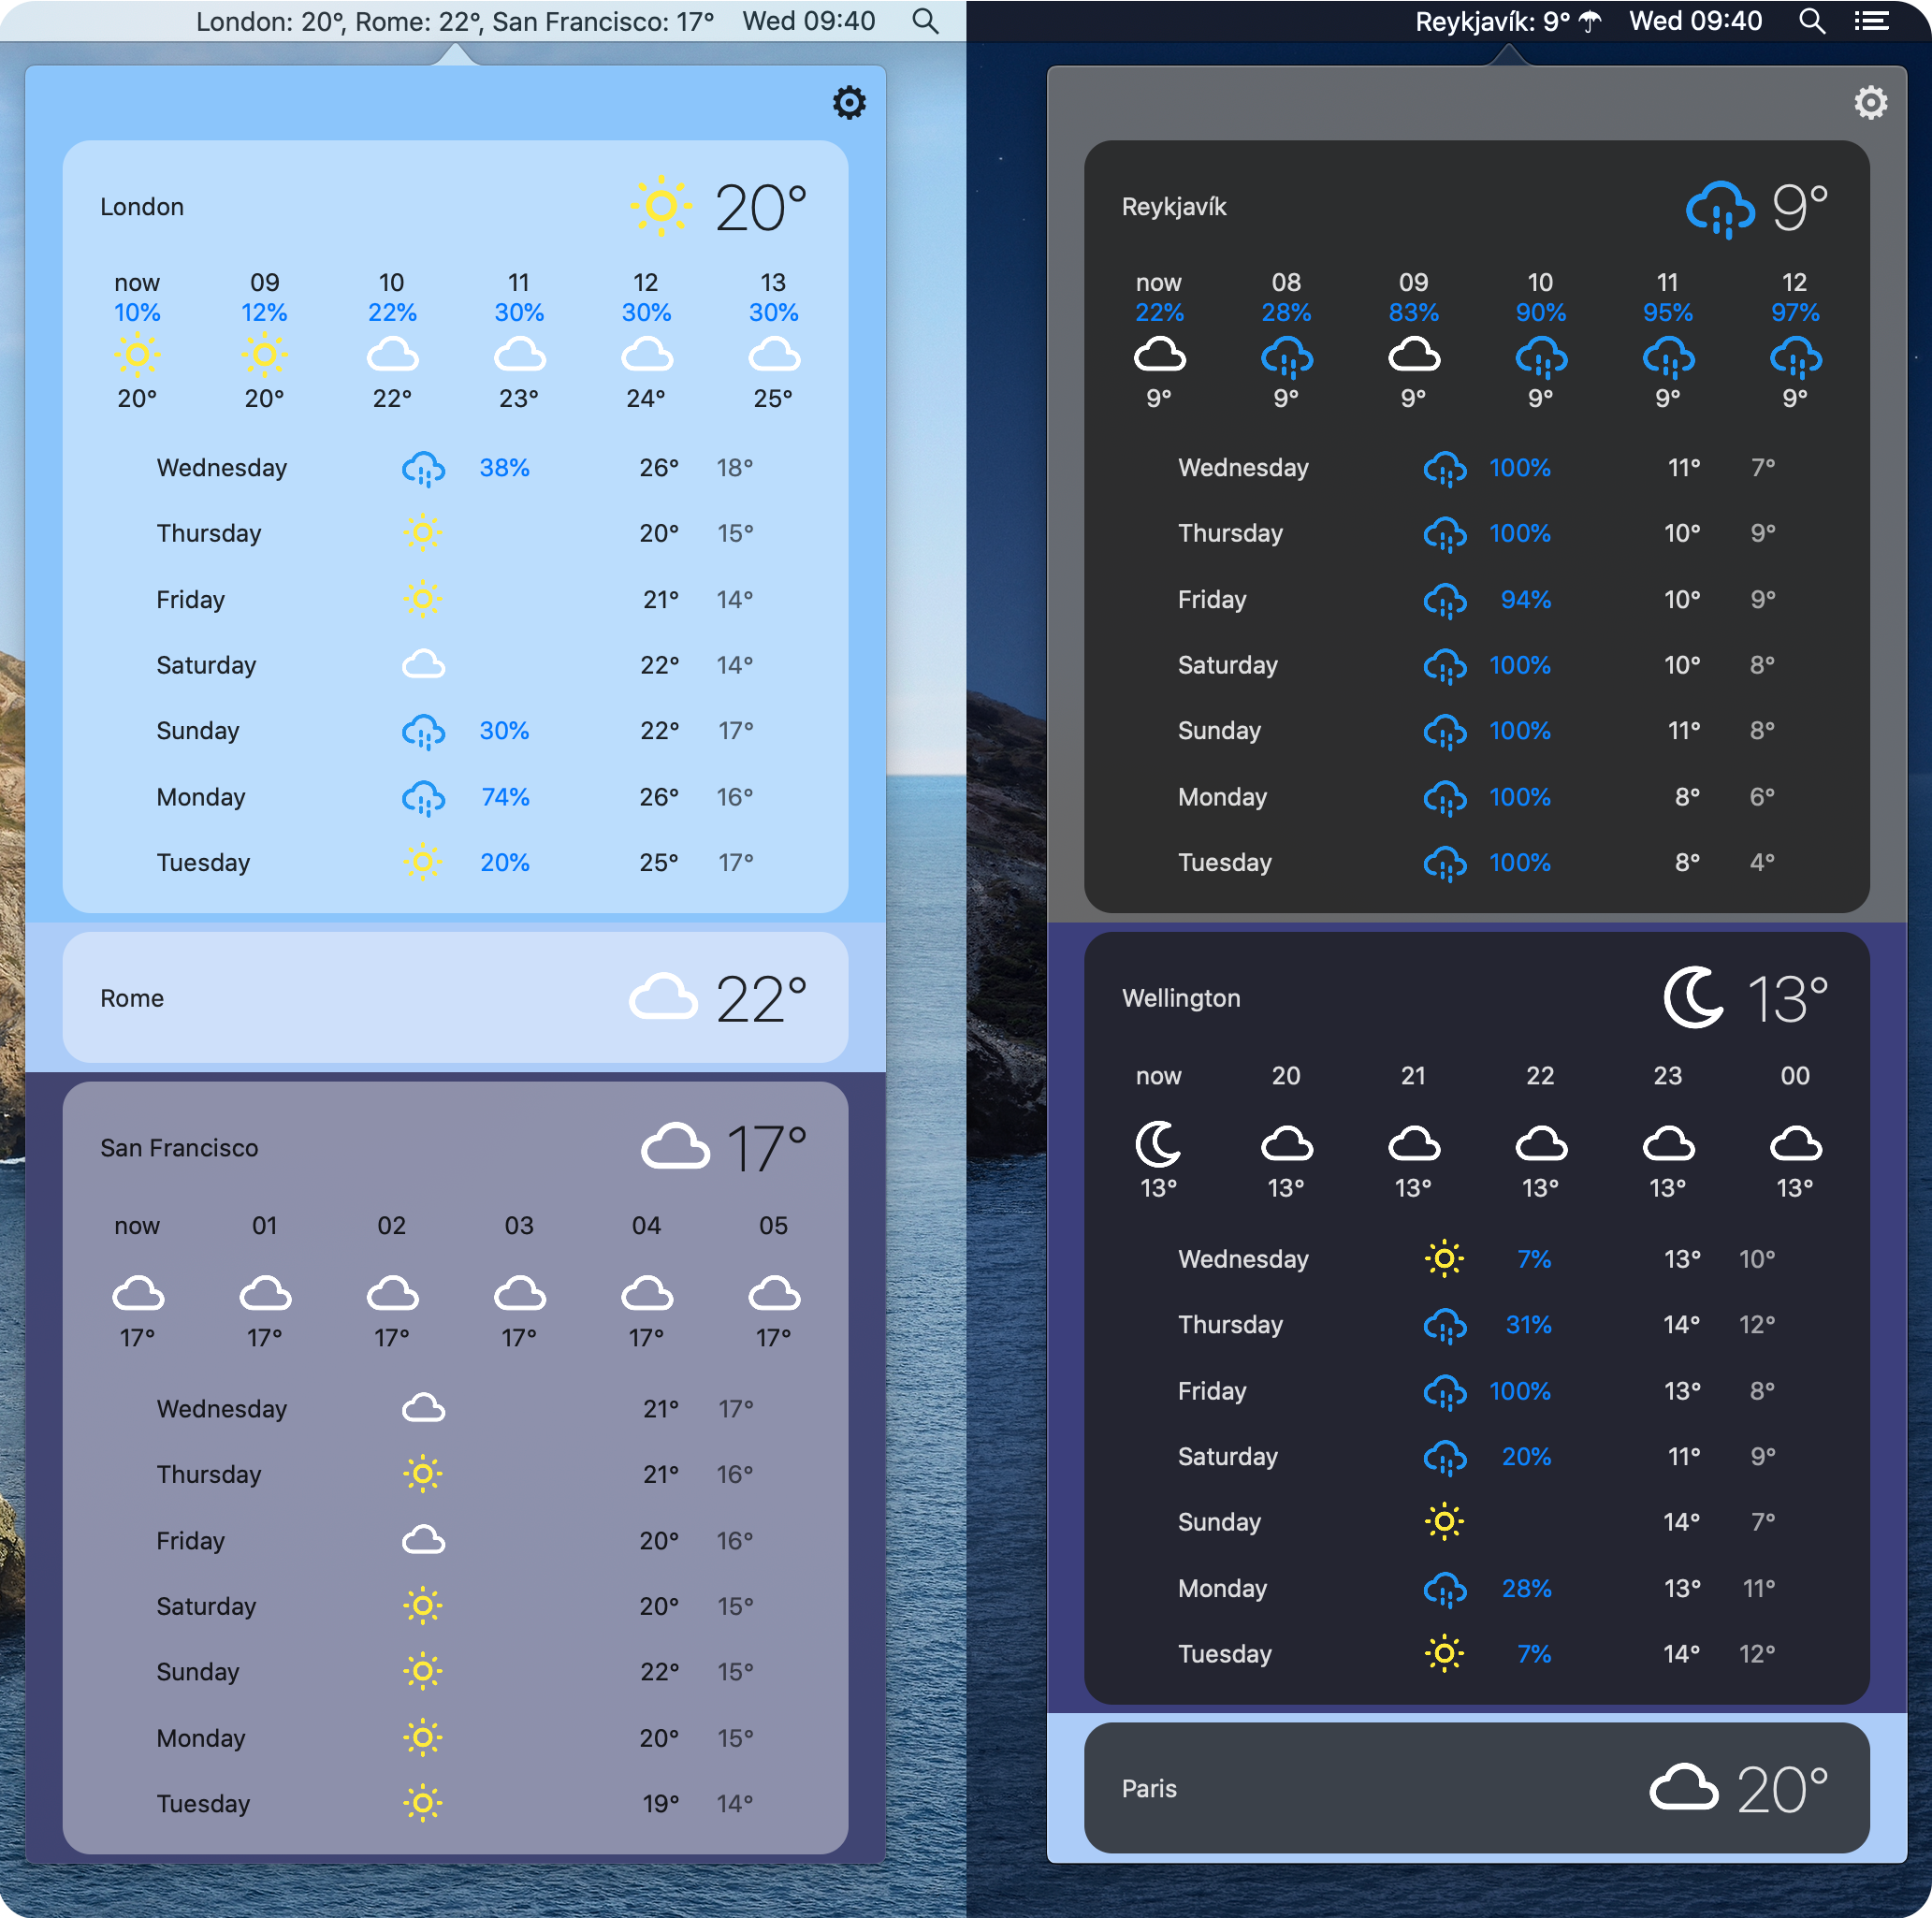 London: 20°, Rome: 22°, San Francisco: 17° Wed 09:40
London 20°
now 09 10 11 12 13
10% 12% 22% 30% 30% 30%
20° 20° 22° 23° 24° 25°
Wednesday 38% 26° 18°
Thursday 20° 15°
Friday 21° 14°
Saturday 22° 14°
Sunday 30% 22° 17°
Monday 74% 26° 16°
Tuesday 20% 25° 17°
Rome 22°
San Francisco 17°
now 01 02 03 04 05
17° 17° 17° 17° 17° 17°
Wednesday 21° 17°
Thursday 21° 16°
Friday 20° 16°
Saturday 20° 15°
Sunday 22° 15°
Monday 20° 15°
Tuesday 19° 14°
Reykjavík: 9° Wed 09:40
Reykjavík 9°
now 08 09 10 11 12
22% 28% 83% 90% 95% 97%
9° 9° 9° 9° 9° 9°
Wednesday 100% 11° 7°
Thursday 100% 10° 9°
Friday 94% 10° 9°
Saturday 100% 10° 8°
Sunday 100% 11° 8°
Monday 100% 8° 6°
Tuesday 100% 8° 4°
Wellington 13°
now 20 21 22 23 00
13° 13° 13° 13° 13° 13°
Wednesday 7% 13° 10°
Thursday 31% 14° 12°
Friday 100% 13° 8°
Saturday 20% 11° 9°
Sunday 14° 7°
Monday 28% 13° 11°
Tuesday 7% 14° 12°
Paris 20°